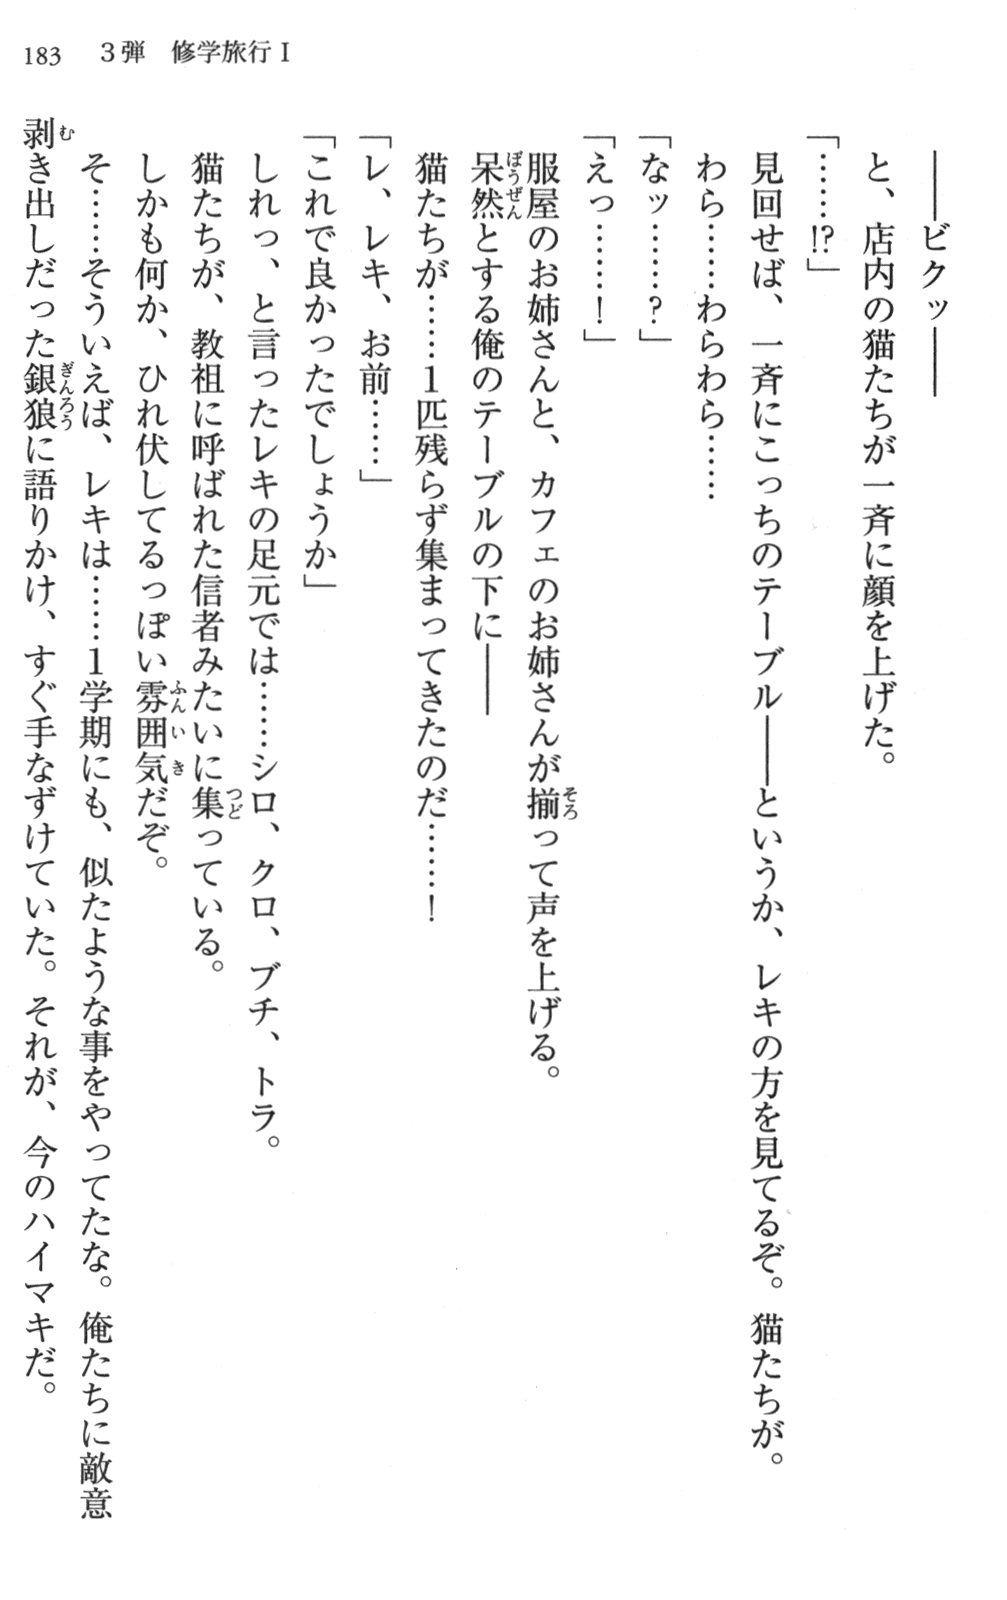 183　３弾　修学旅行Ⅰ
――ビクッ――
と、店内の猫たちが一斉に顔を上げた。
「……!?」
見回せば、一斉にこっちのテーブル――というか、レキの方を見てるぞ。猫たちが。
わら……わらわら……
「なッ……？」
「えっ……！」
服屋のお姉さんと、カフェのお姉さんが揃って声を上げる。
呆然とする俺のテーブルの下に――
猫たちが……１匹残らず集まってきたのだ……！
「レ、レキ、お前……」
「これで良かったでしょうか」
しれっ、と言ったレキの足元では……シロ、クロ、ブチ、トラ。
猫たちが、教祖に呼ばれた信者みたいに集っている。
しかも何か、ひれ伏してるっぽい雰囲気だぞ。
そ……そういえば、レキは……１学期にも、似たような事をやってたな。俺たちに敵意
剥き出しだった銀狼に語りかけ、すぐ手なずけていた。それが、今のハイマキだ。